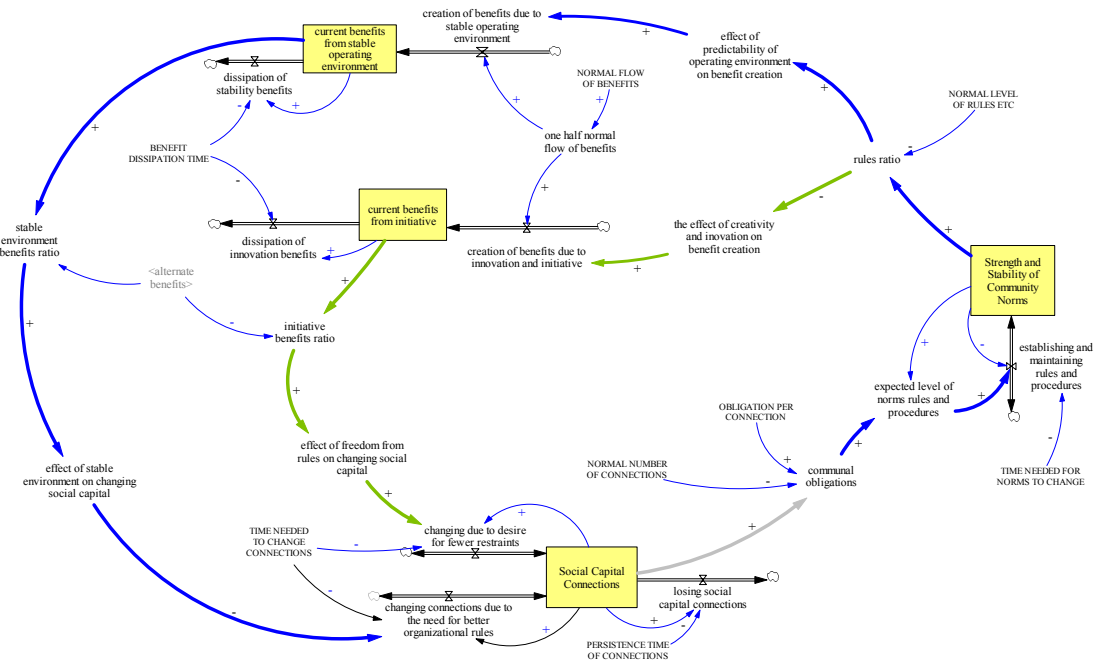 creation of benefits due to
stable operating
environment
current benefits
from stable
operating
environment
effect of
predictability of
operating environment
on benefit creation
dissipation of
stability benefits
NORMAL FLOW
OF BENEFITS
NORMAL LEVEL
OF RULES ETC
BENEFIT
DISSIPATION TIME
one half normal
flow of benefits
rules ratio
current benefits
from initiative
stable
environment
benefits ratio
dissipation of
innovation benefits
creation of benefits due to
innovation and initiative
the effect of creativity
and inovation on
benefit creation
Strength and
Stability of
Community
Norms
<alternate
benefits>
initiative
benefits ratio
establishing and
maintaining
rules and
procedures
expected level of
norms rules and
procedures
OBLIGATION PER
CONNECTION
effect of freedom from
rules on changing social
capital
effect of stable
environment on changing
social capital
NORMAL NUMBER
OF CONNECTIONS
communal
obligations
TIME NEEDED FOR
NORMS TO CHANGE
TIME NEEDED
TO CHANGE
CONNECTIONS
changing due to desire
for fewer restraints
Social Capital
Connections
losing social
capital connections
changing connections due to
the need for better
organizational rules
PERSISTENCE TIME
OF CONNECTIONS